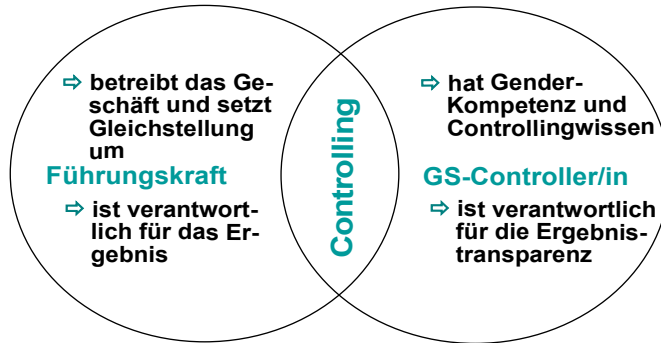 ⇨ betreibt das Ge-
schäft und setzt
Gleichstellung
um
Führungskraft
⇨ ist verantwort-
lich für das Er-
gebnis
Controlling
⇨ hat Gender-
Kompetenz und
Controllingwissen
GS-Controller/in
⇨ ist verantwortlich
für die Ergebnis-
transparenz